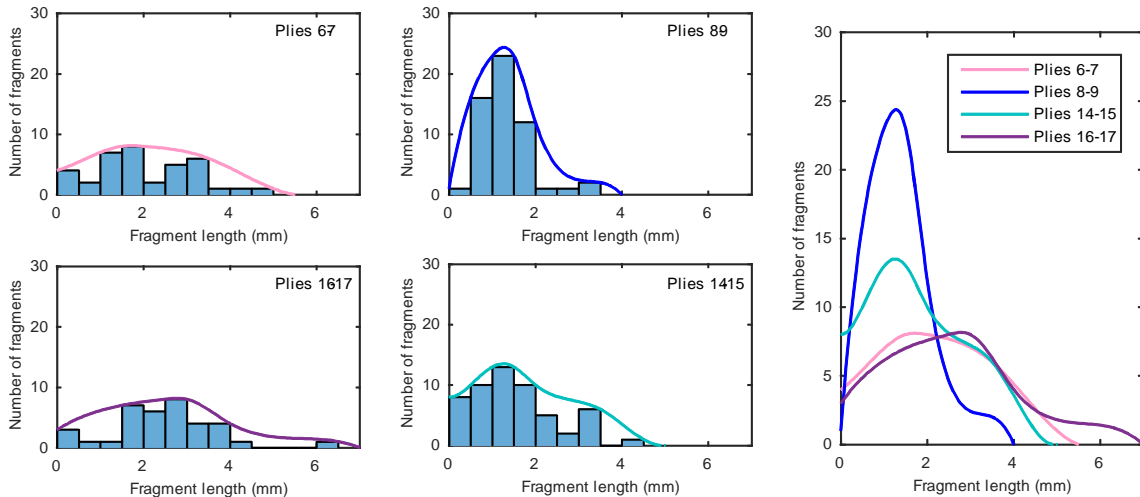 30
20
10
0
Number of fragments
Plies 67
0 2 4 6
Fragment length (mm)
30
20
10
0
Number of fragments
Plies 89
0 2 4 6
Fragment length (mm)
30
20
10
0
Number of fragments
Plies 1617
0 2 4 6
Fragment length (mm)
30
20
10
0
Number of fragments
Plies 1415
0 2 4 6
Fragment length (mm)
30
25
20
15
10
5
0
Number of fragments
Plies 6-7
Plies 8-9
Plies 14-15
Plies 16-17
0 2 4 6
Fragment length (mm)